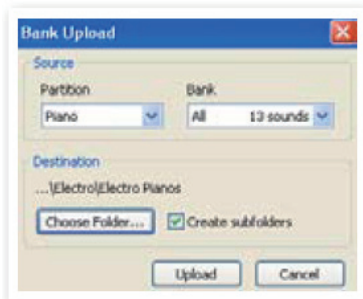 Bank Upload
Source
Partition Bank
Piano All 13 sounds
Destination
...\Electro\Electro Pianos
Choose Folder... Create subfolders
Upload Cancel